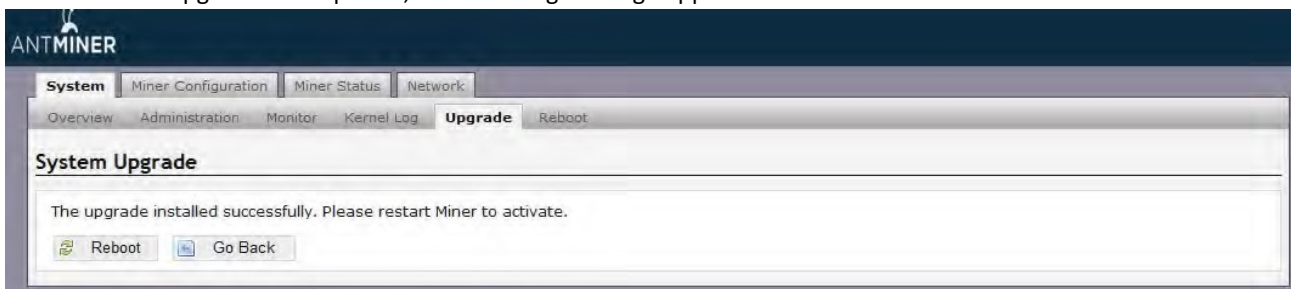 ANTMINER
System Miner Configuration Miner Status Network
Overview Administration Monitor Kernel Log Upgrade Reboot
System Upgrade
The upgrade installed successfully. Please restart Miner to activate.
Reboot Go Back